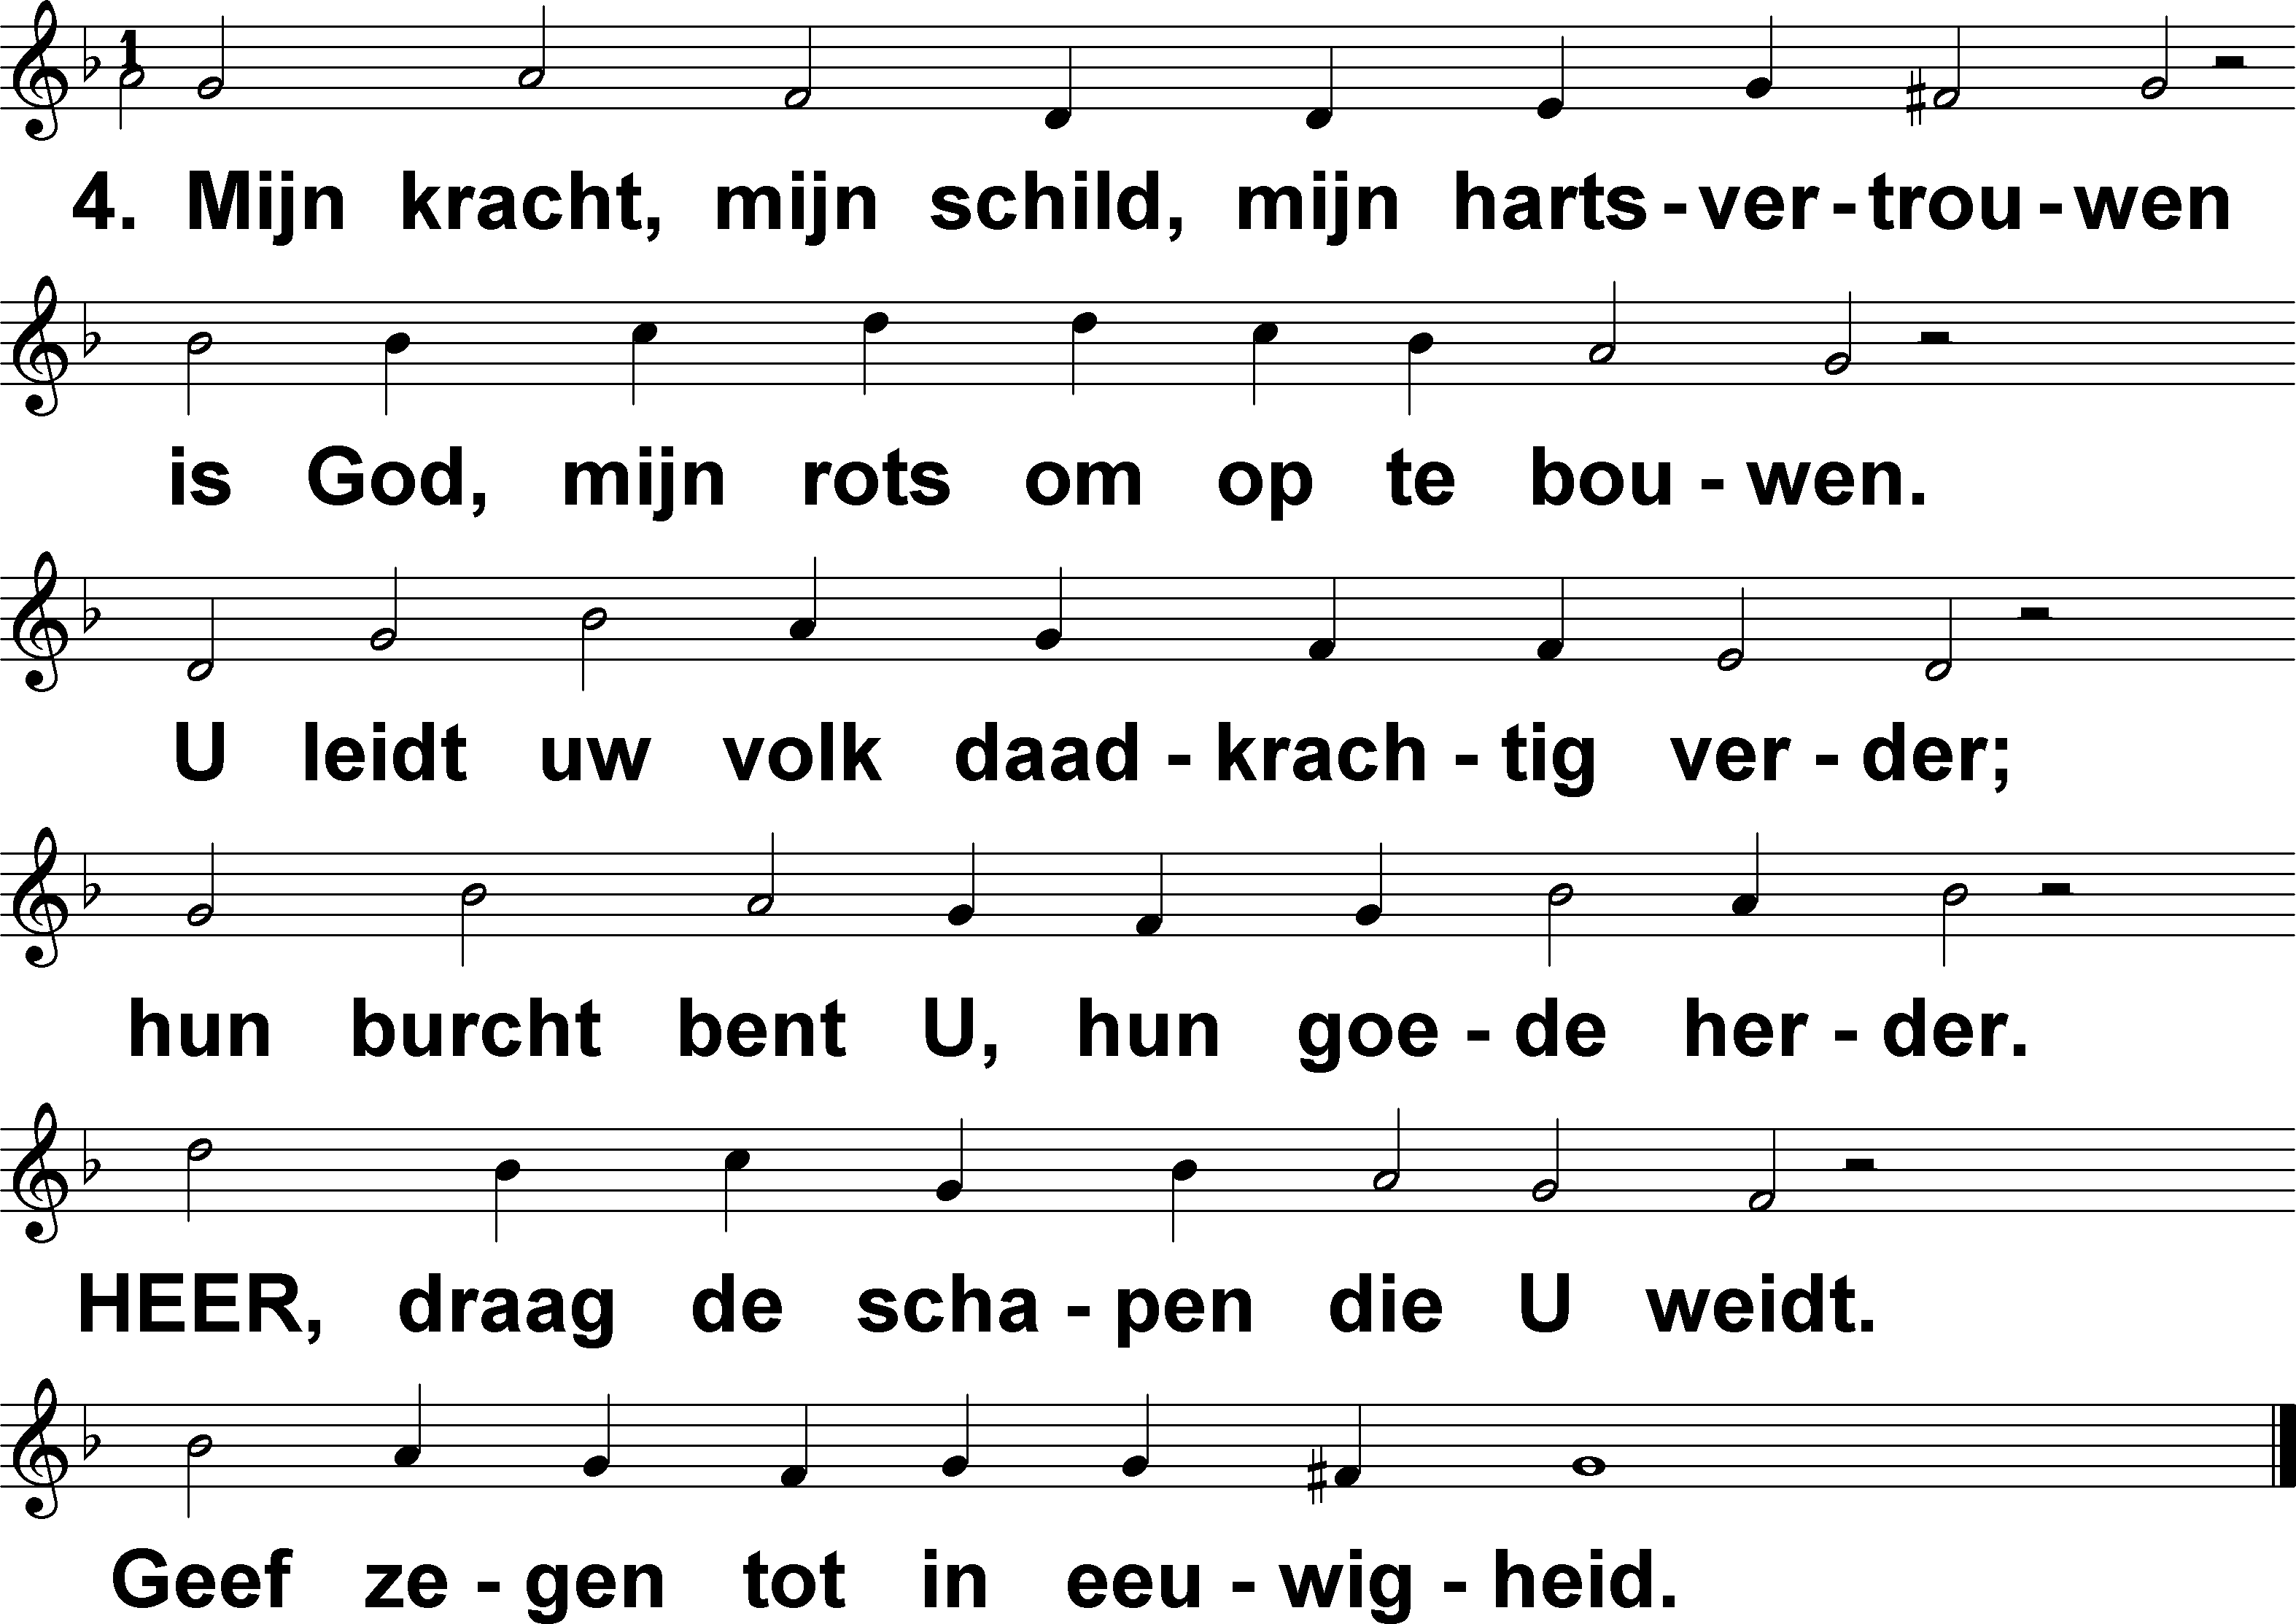 4. Mijn kracht, mijn schild, mijn harts-ver-trou-wen
is God, mijn rots om op te bou-wen.
U leidt uw volk daad-krach-tig ver-der;
hun burcht bent U, hun goe-de her-der.
HEER, draag de scha-pen die U weidt.
Geef ze-gen tot in eeu-wig-heid.